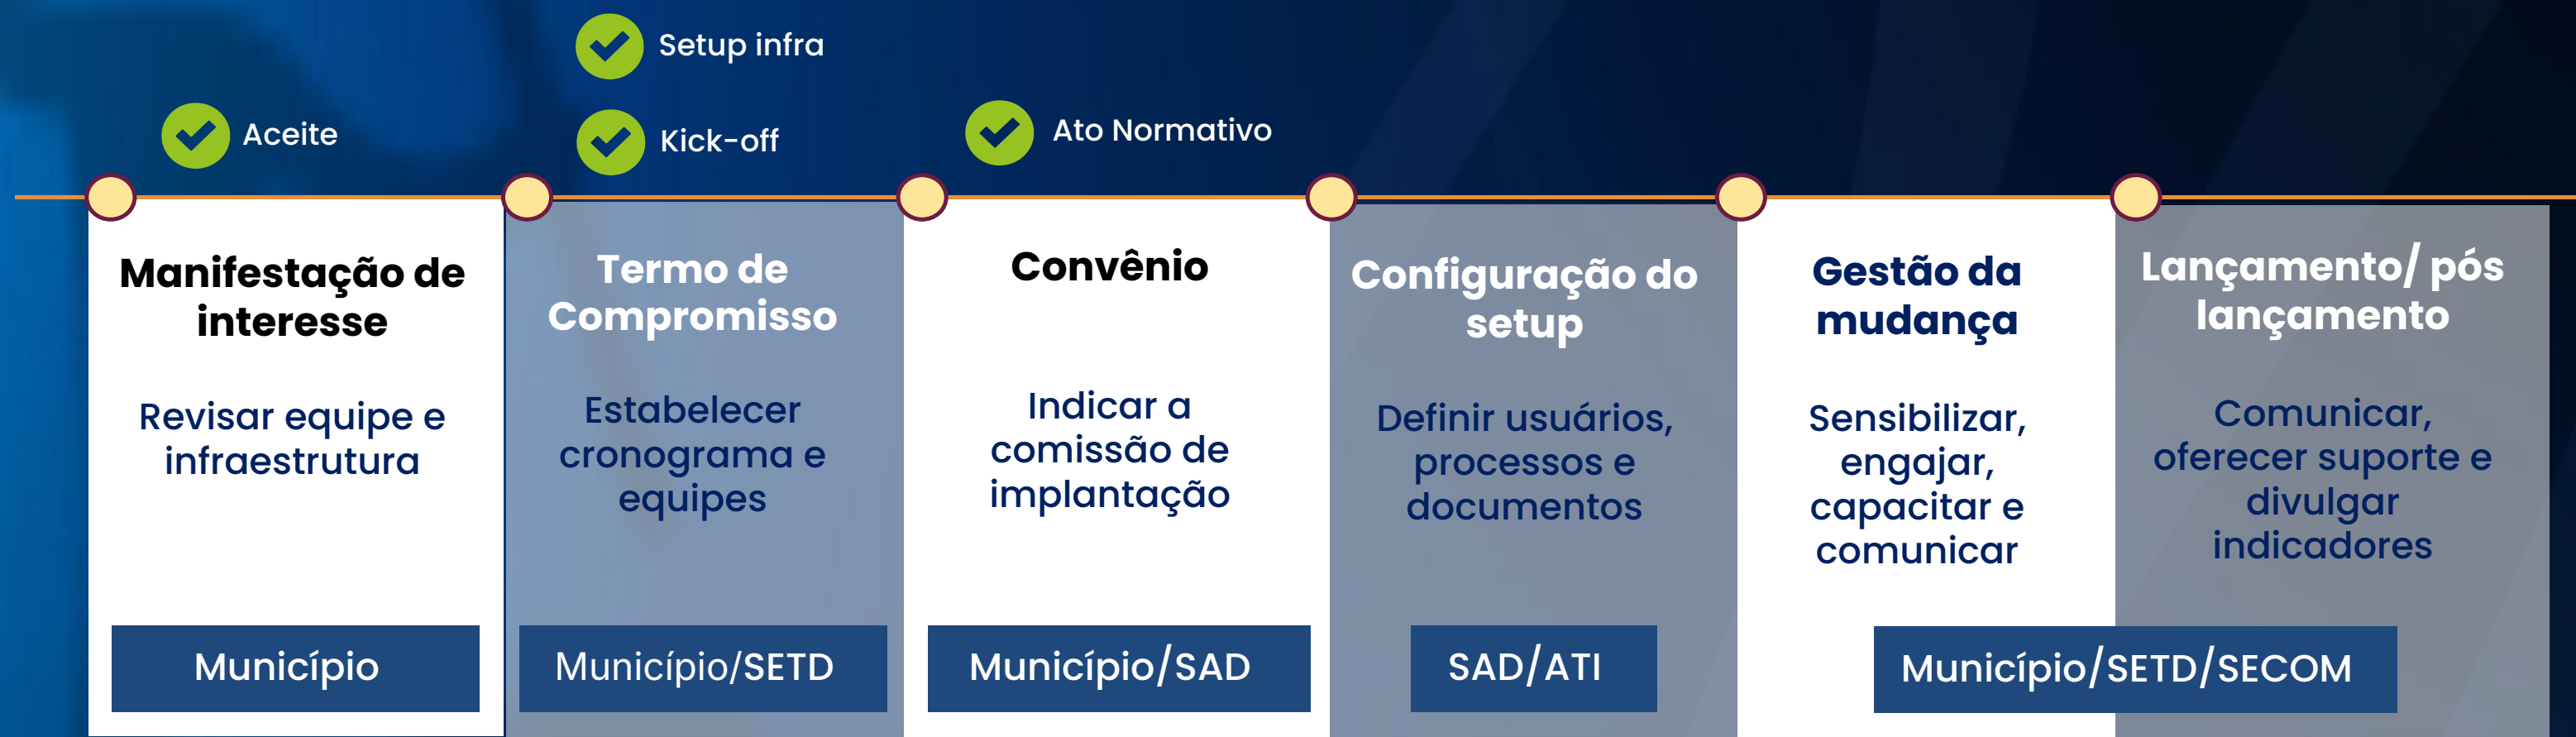 Setup infra
Aceite
Kick-off
Ato Normativo
Manifestação de
interesse
Revisar equipe e
infraestrutura
Município
Termo de
Compromisso
Estabelecer
cronograma e
equipes
Município/SETD
Convênio
Indicar a
comissão de
implantação
Município/SAD
Configuração do
setup
Definir usuários,
processos e
documentos
SAD/ATI
Gestão da
mudança
Sensibilizar,
engajar,
capacitar e
comunicar
Lançamento/ pós
lançamento
Comunicar,
oferecer suporte e
divulgar
indicadores
Município/SETD/SECOM